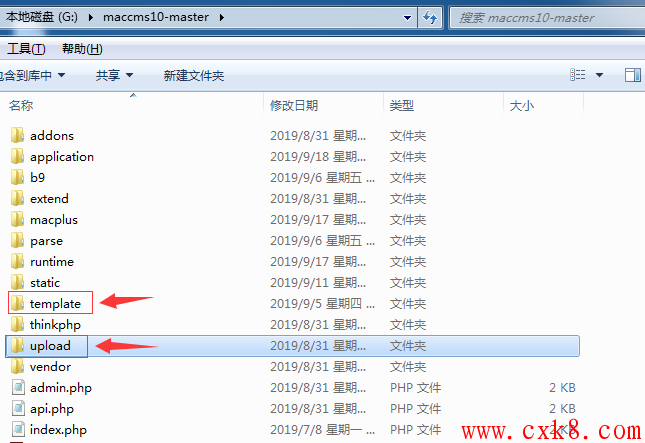 本地磁盘 (G:) ▸ maccms10-master ▸ 搜索 maccms10-master
工具(T) 帮助(H)
包含到库中 共享 新建文件夹
名称 修改日期 类型 大小
addons 2019/8/31 星期... 文件夹
application 2019/9/18 星期... 文件夹
b9 2019/9/6 星期五 ... 文件夹
extend 2019/8/31 星期... 文件夹
macplus 2019/9/17 星期... 文件夹
parse 2019/9/6 星期五 ... 文件夹
runtime 2019/9/17 星期... 文件夹
static 2019/9/11 星期... 文件夹
template 2019/9/5 星期四 ... 文件夹
thinkphp 2019/8/31 星期... 文件夹
upload 2019/8/31 星期... 文件夹
vendor 2019/8/31 星期... 文件夹
admin.php 2019/8/31 星期... PHP 文件 2 KB
api.php 2019/8/31 星期... PHP 文件 2 KB
index.php 2019/7/8 星期一 ... PHP 文件 2 KB
www.cxk8.com